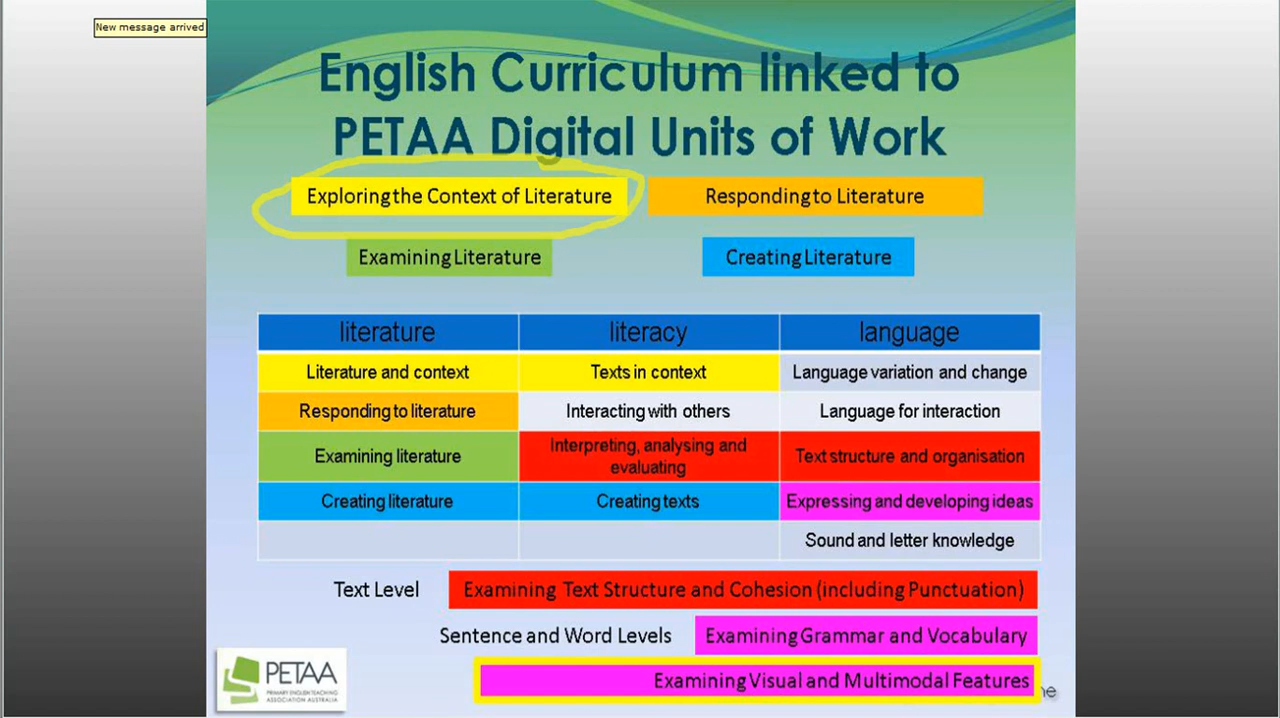 New message arrived
English Curriculum linked to
PETAA Digital Units of Work
Exploring the Context of Literature
Responding to Literature
Examining Literature
Creating Literature
literature literacy language
Literature and context Texts in context Language variation and change
Responding to literature Interacting with others Language for interaction
Examining literature Interpreting, analysing and evaluating Text structure and organisation
Creating literature Creating texts Expressing and developing ideas
Sound and letter knowledge
Text Level Examining Text Structure and Cohesion (including Punctuation)
Sentence and Word Levels Examining Grammar and Vocabulary
Examining Visual and Multimodal Features
PETAA
PRIMARY ENGLISH TEACHING
ASSOCIATION AUSTRALIA